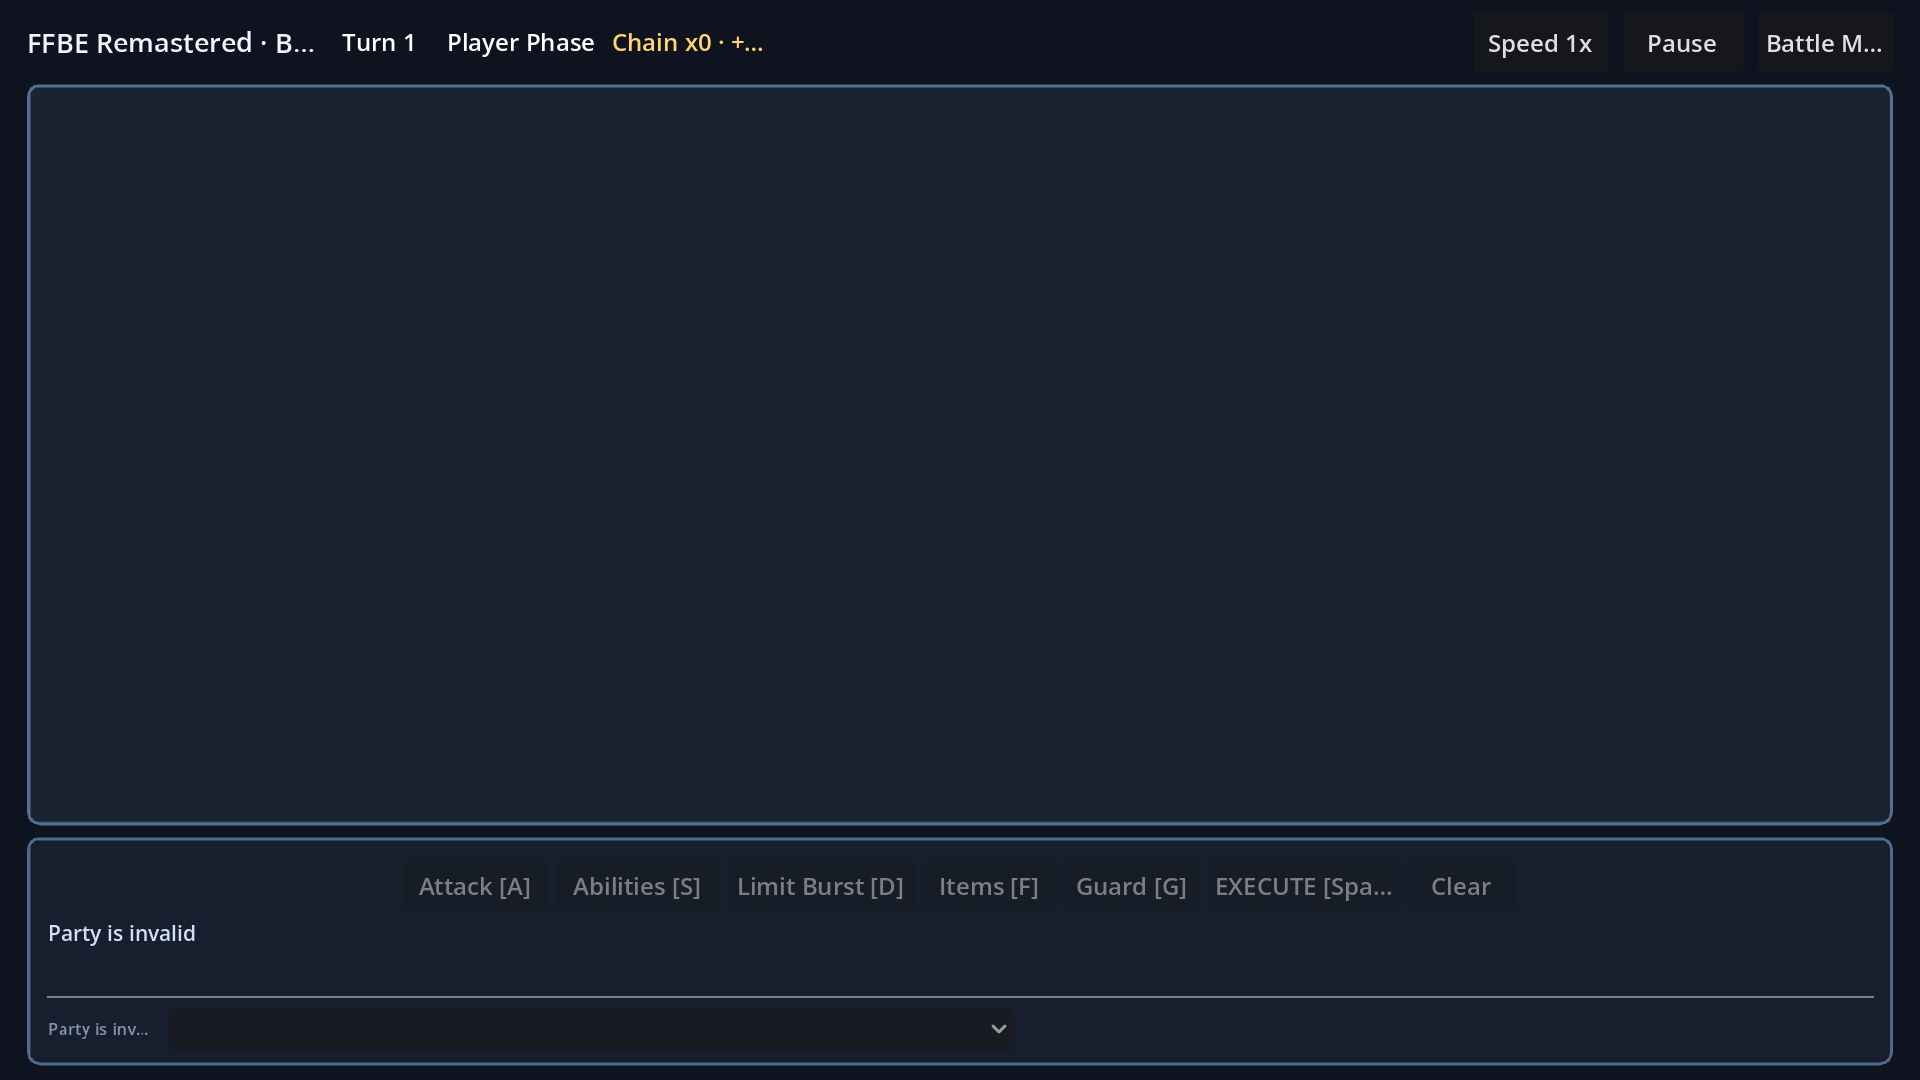 FFBE Remastered · B... Turn 1 Player Phase Chain x0 · +... Speed 1x Pause Battle M...
Attack [A] Abilities [S] Limit Burst [D] Items [F] Guard [G] EXECUTE [Spa... Clear
Party is invalid
Party is inv...